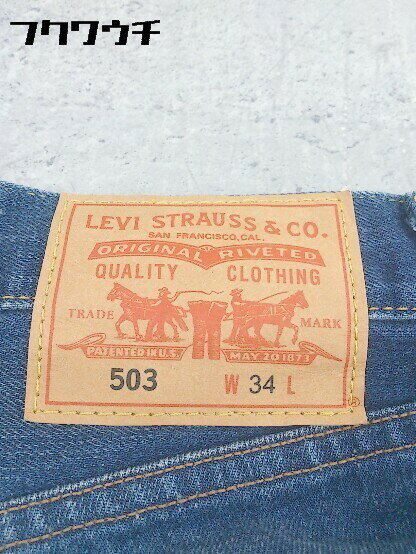 フクワウチ
LEVI STRAUSS & CO.
SAN FRANCISCO, CAL.
ORIGINAL RIVETED
QUALITY CLOTHING
TRADE MARK
PATENTED IN U.S. MAY 20 1873
503 W 34 L
®